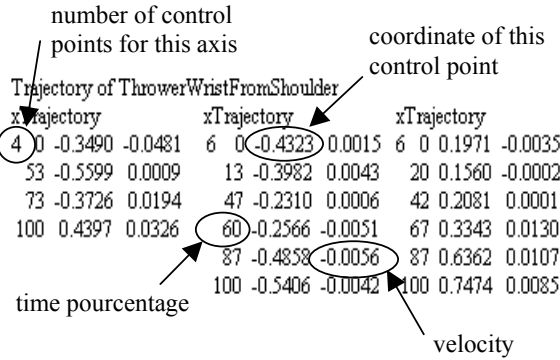 number of control
points for this axis
coordinate of this
control point
Trajectory of ThrowerWristFromShoulder
xTrajectory xTrajectory xTrajectory
4 0 -0.3490 -0.0481 6 0 -0.4323 0.0015 6 0 0.1971 -0.0035
53 -0.5599 0.0009 13 -0.3982 0.0043 20 0.1560 -0.0002
73 -0.3726 0.0194 47 -0.2310 0.0006 42 0.2081 0.0001
100 0.4397 0.0326 60 -0.2566 -0.0051 67 0.3343 0.0130
87 -0.4858 -0.0056 87 0.6362 0.0107
100 -0.5406 -0.0042 100 0.7474 0.0085
time pourcentage
velocity